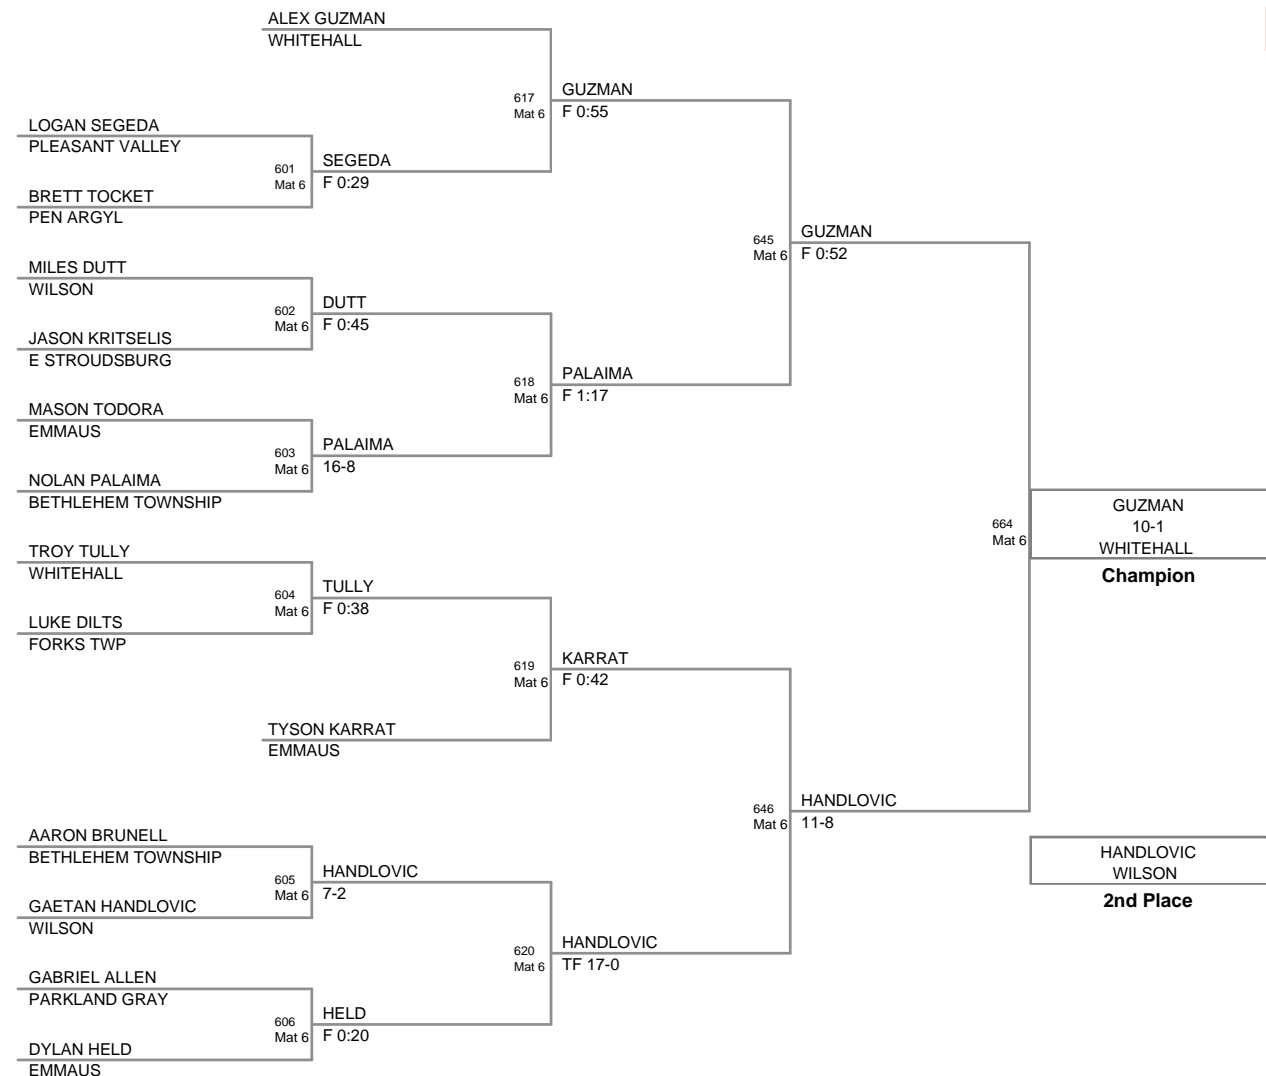 ALEX GUZMAN
WHITEHALL
617
Mat 6
GUZMAN
F 0:55
LOGAN SEGEDA
PLEASANT VALLEY
601
Mat 6
SEGEDA
F 0:29
BRETT TOCKET
PEN ARGYL
645
Mat 6
GUZMAN
F 0:52
MILES DUTT
WILSON
602
Mat 6
DUTT
F 0:45
JASON KRITSELIS
E STROUDSBURG
618
Mat 6
PALAIMA
F 1:17
MASON TODORA
EMMAUS
603
Mat 6
PALAIMA
16-8
NOLAN PALAIMA
BETHLEHEM TOWNSHIP
664
Mat 6
GUZMAN
10-1
WHITEHALL
Champion
TROY TULLY
WHITEHALL
604
Mat 6
TULLY
F 0:38
LUKE DILTS
FORKS TWP
619
Mat 6
KARRAT
F 0:42
TYSON KARRAT
EMMAUS
646
Mat 6
HANDLOVIC
11-8
AARON BRUNELL
BETHLEHEM TOWNSHIP
605
Mat 6
HANDLOVIC
7-2
GAETAN HANDLOVIC
WILSON
HANDLOVIC
WILSON
2nd Place
620
Mat 6
HANDLOVIC
TF 17-0
GABRIEL ALLEN
PARKLAND GRAY
606
Mat 6
HELD
F 0:20
DYLAN HELD
EMMAUS